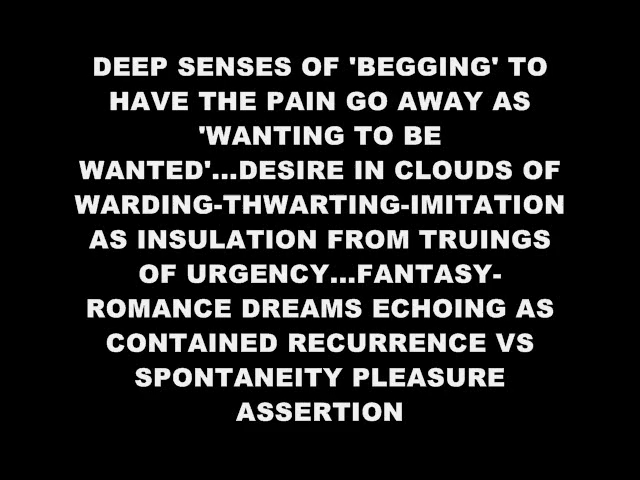 DEEP SENSES OF 'BEGGING' TO
HAVE THE PAIN GO AWAY AS
'WANTING TO BE
WANTED'...DESIRE IN CLOUDS OF
WARDING-THWARTING-IMITATION
AS INSULATION FROM TRUINGS
OF URGENCY...FANTASY-
ROMANCE DREAMS ECHOING AS
CONTAINED RECURRENCE VS
SPONTANEITY PLEASURE
ASSERTION